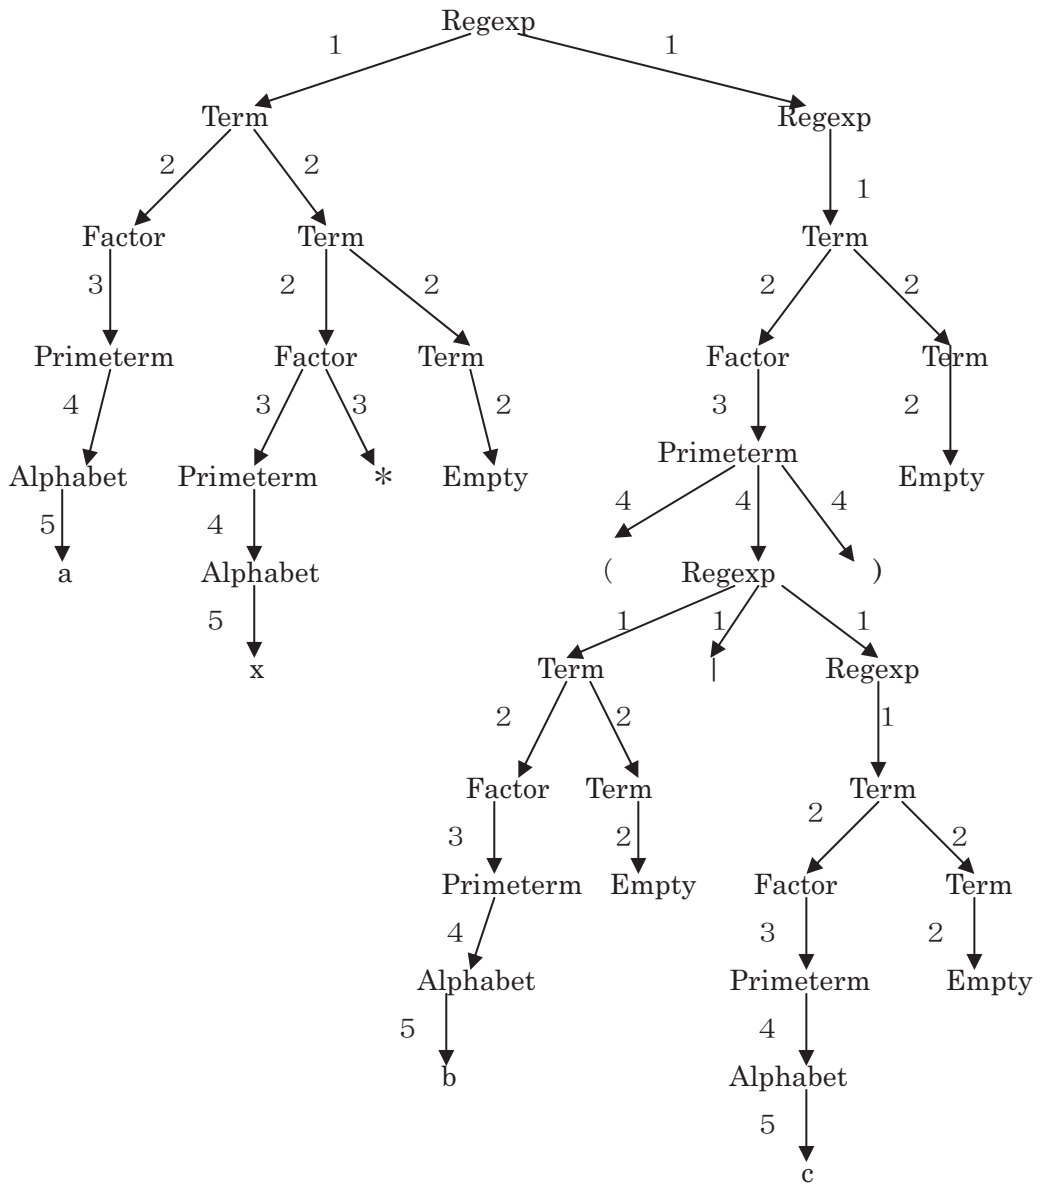 Regexp
1 1
Term Regexp
2 2 1
Factor Term Term
3 2 2 2 2
Primeterm Factor Term Factor Term
4 3 3 2 3 2
Primeterm
Alphabet Primeterm * Empty Empty
5 4 4 4 4
a Alphabet ( Regexp )
5 1 1 1
x Term | Regexp
2 2 1
Factor Term Term
3 2 2 2
Primeterm Empty Factor Term
4 3 2
Alphabet Primeterm Empty
5 4
b Alphabet
5
c